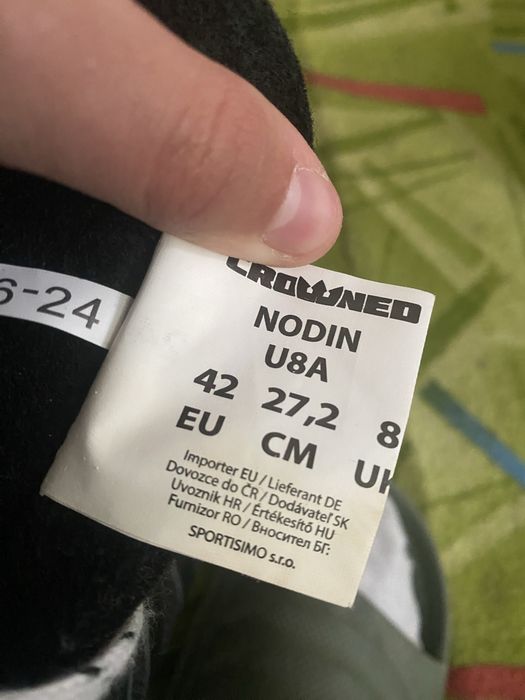 6-24
CROWNED
NODIN
U8A
42 27,2 8
EU CM UK
Importer EU / Lieferant DE
Dovozce do ČR / Dodávateľ SK
Uvoznik HR / Értékesítő HU
Furnizor RO / Вносител БГ:
SPORTISIMO s.r.o.